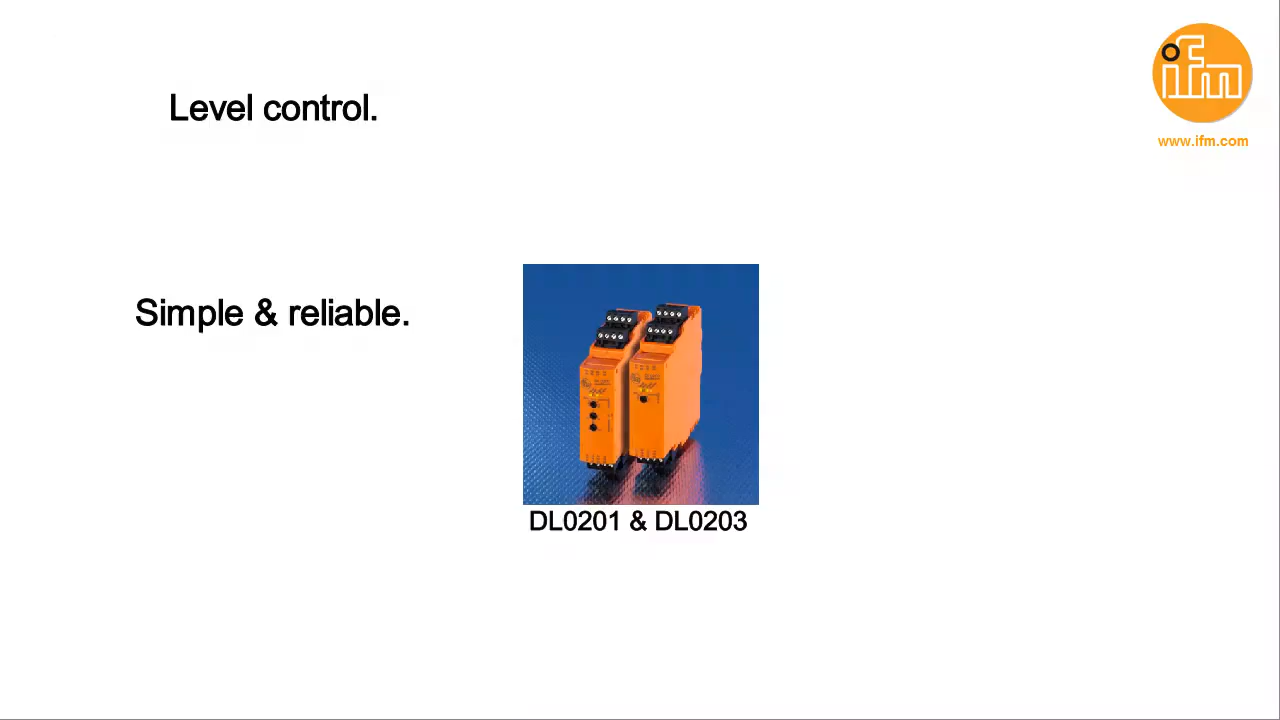 ifm
www.ifm.com
Level control.
Simple & reliable.
DL0201 & DL0203